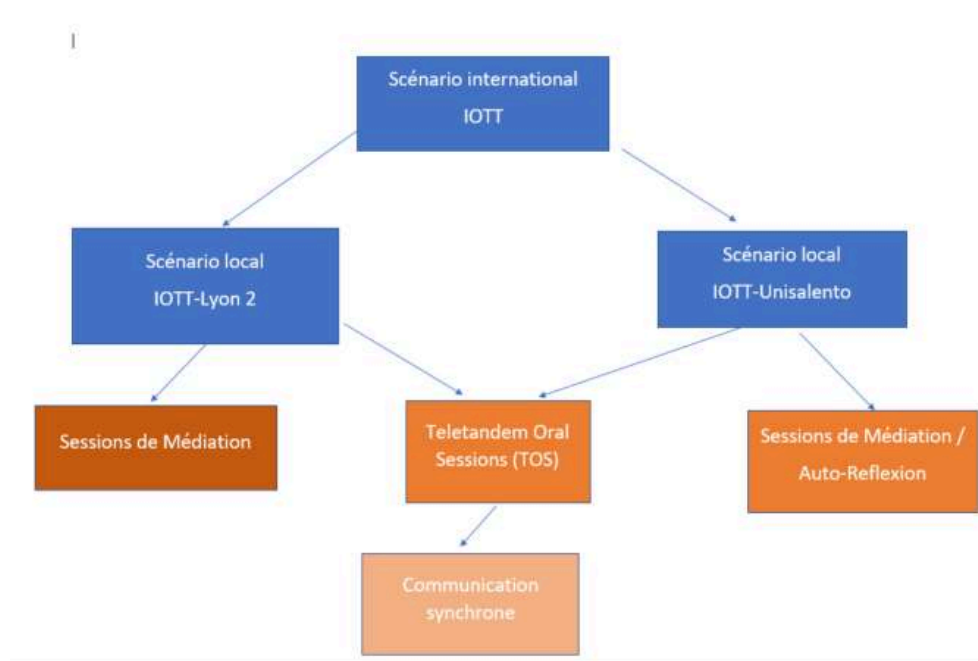 Scénario international
IOTT
Scénario local
IOTT-Lyon 2
Scénario local
IOTT-Unisalento
Sessions de Médiation
Teletandem Oral
Sessions (TOS)
Sessions de Médiation /
Auto-Reflexion
Communication
synchrone